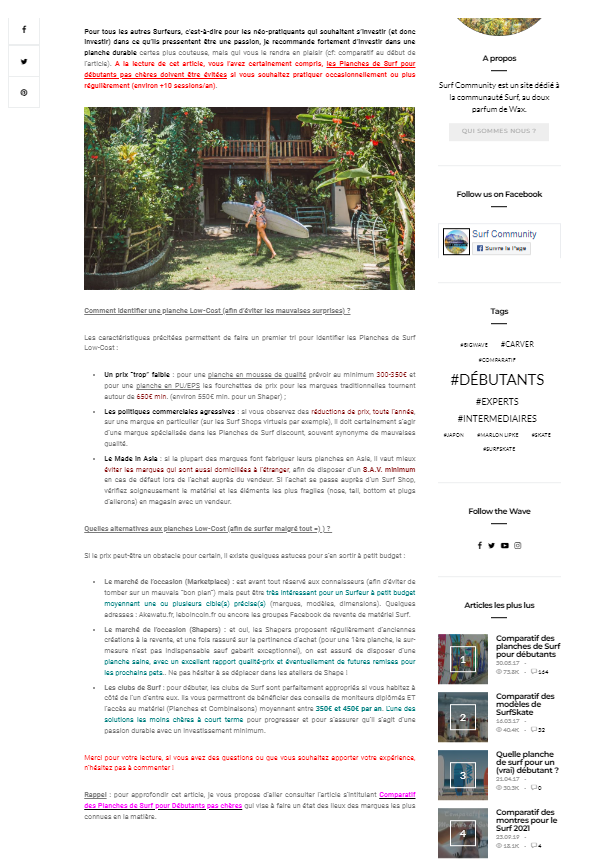 Pour tous les autres Surfeurs, c'est-à-dire pour les néo-pratiquants qui souhaitent s'investir (et donc
investir) dans ce qu'ils pressentent être une passion, je recommande fortement d'investir dans une
planche durable certes plus couteuse, mais qui vous le rendra en plaisir (cf: comparatif au début de
l'article). A la lecture de cet article, vous l'avez certainement compris, les Planches de Surf pour
débutants pas chères doivent être évitées si vous souhaitez pratiquer occasionnellement ou plus
régulièrement (environ +10 sessions/an).
Comment identifier une planche Low-Cost (afin d'éviter les mauvaises surprises) ?
Les caractéristiques précitées permettent de faire un premier tri pour identifier les Planches de Surf
Low-Cost :
Un prix "trop" faible : pour une planche en mousse de qualité prévoir au minimum 300-350€ et
pour une planche en PU/EPS les fourchettes de prix pour les marques traditionnelles tournent
autour de 650€ min. (environ 550€ min. pour un Shaper) ;
Les politiques commerciales agressives : si vous observez des réductions de prix, toute l'année,
sur une marque en particulier (sur les Surf Shops virtuels par exemple), il doit certainement s'agir
d'une marque spécialisée dans les Planches de Surf discount, souvent synonyme de mauvaises
qualité.
Le Made in Asia : si la plupart des marques font fabriquer leurs planches en Asie, il vaut mieux
éviter les marques qui sont aussi domiciliées à l'étranger, afin de disposer d'un S.A.V. minimum
en cas de défaut lors de l'achat auprès du vendeur. Si l'achat se passe auprès d'un Surf Shop,
vérifiez soigneusement le matériel et les éléments les plus fragiles (nose, tail, bottom et plugs
d'ailerons) en magasin avec un vendeur.
Quelles alternatives aux planches Low-Cost (afin de surfer malgré tout =) ) ?
Si le prix peut-être un obstacle pour certain, il existe quelques astuces pour s'en sortir à petit budget :
Le marché de l'occasion (Marketplace) : est avant tout réservé aux connaisseurs (afin d'éviter de
tomber sur un mauvais "bon plan") mais peut être très intéressant pour un Surfeur à petit budget
moyennant une ou plusieurs cible(s) précise(s) (marques, modèles, dimensions). Quelques
adresses : Akewatu.fr, leboincoin.fr ou encore les groupes Facebook de revente de matériel Surf.
Le marché de l'occasion (Shapers) : et oui, les Shapers proposent régulièrement d'anciennes
créations à la revente, et une fois rassuré sur la pertinence d'achat (pour une 1ère planche, le sur-
mesure n'est pas indispensable sauf gabarit exceptionnel), on est assuré de disposer d'une
planche saine, avec un excellent rapport qualité-prix et éventuellement de futures remises pour
les prochains pets.. Ne pas hésiter à se déplacer dans les ateliers de Shape !
Les clubs de Surf : pour débuter, les clubs de Surf sont parfaitement appropriés si vous habitez à
côté de l'un d'entre eux. Ils vous permettront de bénéficier des conseils de moniteurs diplômés ET
l'accès au matériel (Planches et Combinaisons) moyennant entre 350€ et 450€ par an. L'une des
solutions les moins chères à court terme pour progresser et pour s'assurer qu'il s'agit d'une
passion durable avec un investissement minimum.
Merci pour votre lecture, si vous avez des questions ou que vous souhaitez apporter votre expérience,
n'hésitez pas à commenter !
Rappel : pour approfondir cet article, je vous propose d'aller consulter l'article s'intitulant Comparatif
des Planches de Surf pour Débutants pas chères qui vise à faire un état des lieux des marques les plus
connues en la matière.
A propos
Surf Community est un site dédié à
la communauté Surf, au doux
parfum de Wax.
QUI SOMMES NOUS ?
Follow us on Facebook
Surf Community
Suivre la Page
Tags
#BIGWAVE #CARVER
#COMPARATIF
#DÉBUTANTS
#EXPERTS
#INTERMEDIAIRES
#JAPON #MARLON LIPKE #SKATE
#SURFSKATE
Follow the Wave
Articles les plus lus
1
Comparatif des
planches de Surf
pour débutants
30.05.17 -
73.8K - 164
2
Comparatif des
modèles de
SurfSkate
16.03.17 -
40.4K - 32
3
Quelle planche
de surf pour un
(vrai) débutant ?
21.04.17 -
30.3K - 0
4
Comparatif des
montres pour le
Surf 2021
23.09.19 -
18.1K - 4